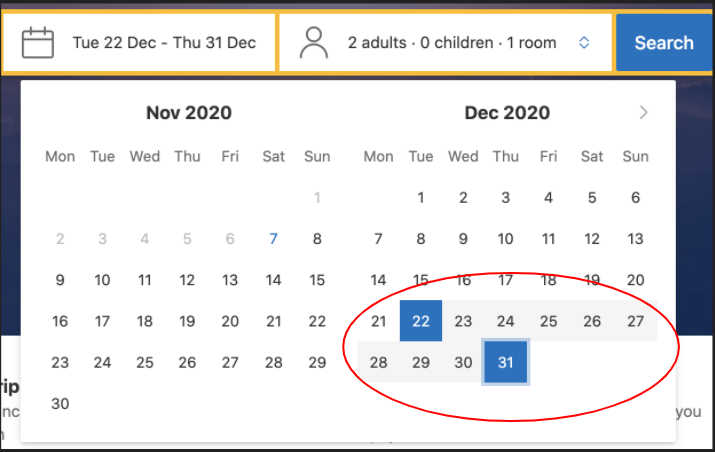 Tue 22 Dec - Thu 31 Dec
2 adults · 0 children · 1 room
Search
Nov 2020
Mon Tue Wed Thu Fri Sat Sun
1
2 3 4 5 6 7 8
9 10 11 12 13 14 15
16 17 18 19 20 21 22
23 24 25 26 27 28 29
30
Dec 2020
Mon Tue Wed Thu Fri Sat Sun
1 2 3 4 5 6
7 8 9 10 11 12 13
14 15 16 17 18 19 20
21 22 23 24 25 26 27
28 29 30 31
rip
nc
you